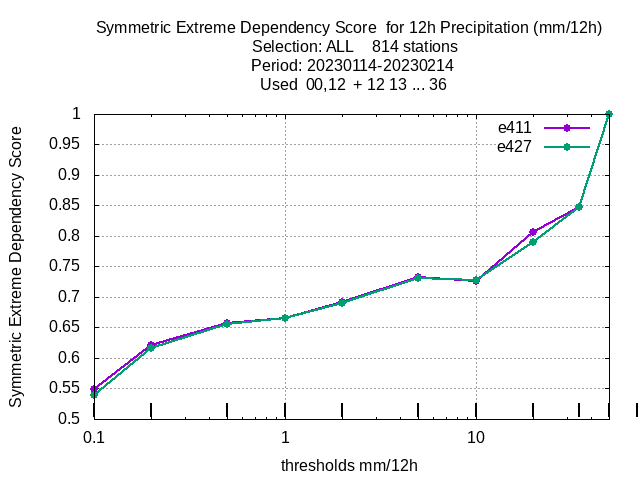 Symmetric Extreme Dependency Score  for 12h Precipitation (mm/12h)
Selection: ALL    814 stations
Period: 20230114-20230214
Used  00,12  + 12 13 ... 36
e411
e427
1
0.95
0.9
0.85
0.8
0.75
0.7
0.65
0.6
0.55
0.5
Symmetric Extreme Dependency Score
0.1
1
10
thresholds mm/12h